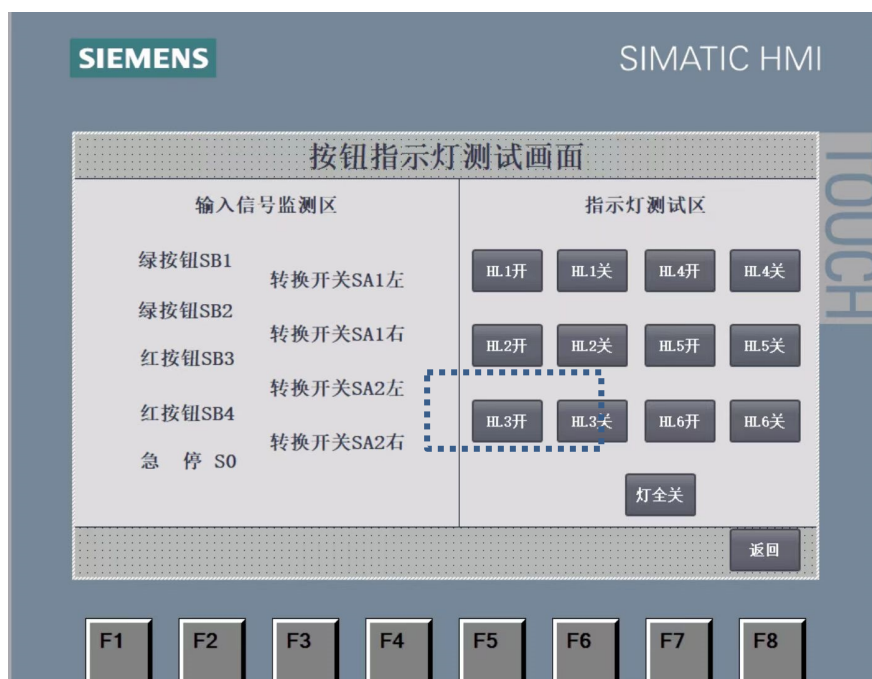 SIEMENS
SIMATIC HMI
TOUCH
按钮指示灯测试画面
输入信号监测区
绿按钮SB1
绿按钮SB2
红按钮SB3
红按钮SB4
急 停 S0
转换开关SA1左
转换开关SA1右
转换开关SA2左
转换开关SA2右
指示灯测试区
HL1开 HL1关 HL4开 HL4关
HL2开 HL2关 HL5开 HL5关
HL3开 HL3关 HL6开 HL6关
灯全关
返回
F1 F2 F3 F4 F5 F6 F7 F8